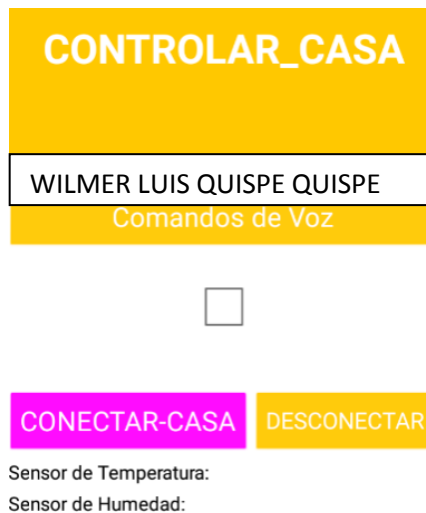 CONTROLAR_CASA
WILMER LUIS QUISPE QUISPE
Comandos de Voz
CONECTAR-CASA DESCONECTAR
Sensor de Temperatura:
Sensor de Humedad: